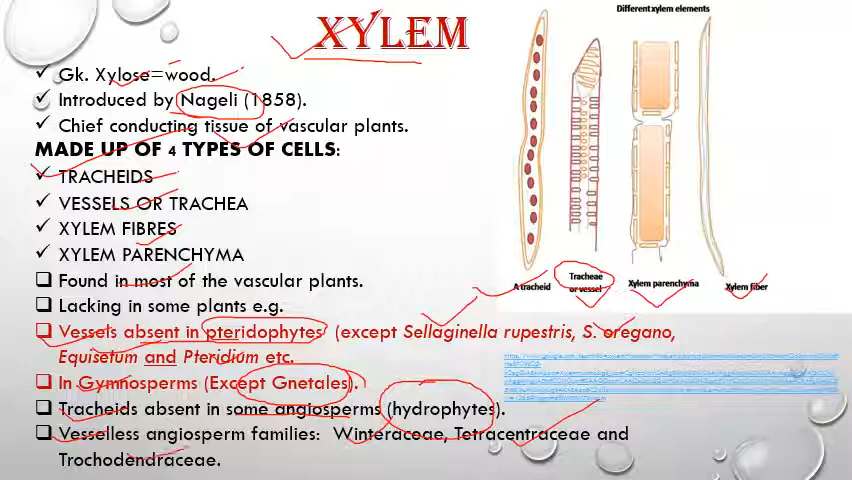 XYLEM
Gk. Xylose=wood.
Introduced by Nageli (1858).
Chief conducting tissue of vascular plants.
MADE UP OF 4 TYPES OF CELLS:
TRACHEIDS
VESSELS OR TRACHEA
XYLEM FIBRES
XYLEM PARENCHYMA
Found in most of the vascular plants.
Lacking in some plants e.g.
Vessels absent in pteridophytes (except Sellaginella rupestris, S. oregano,
Equisetum and Pteridium etc.
In Gymnosperms (Except Gnetales).
Tracheids absent in some angiosperms (hydrophytes).
Vesselless angiosperm families: Winteraceae, Tetracentraceae and
Trochodendraceae.
Different xylem elements
A tracheid
Tracheae
or vessel
Xylem parenchyma
Xylem fiber